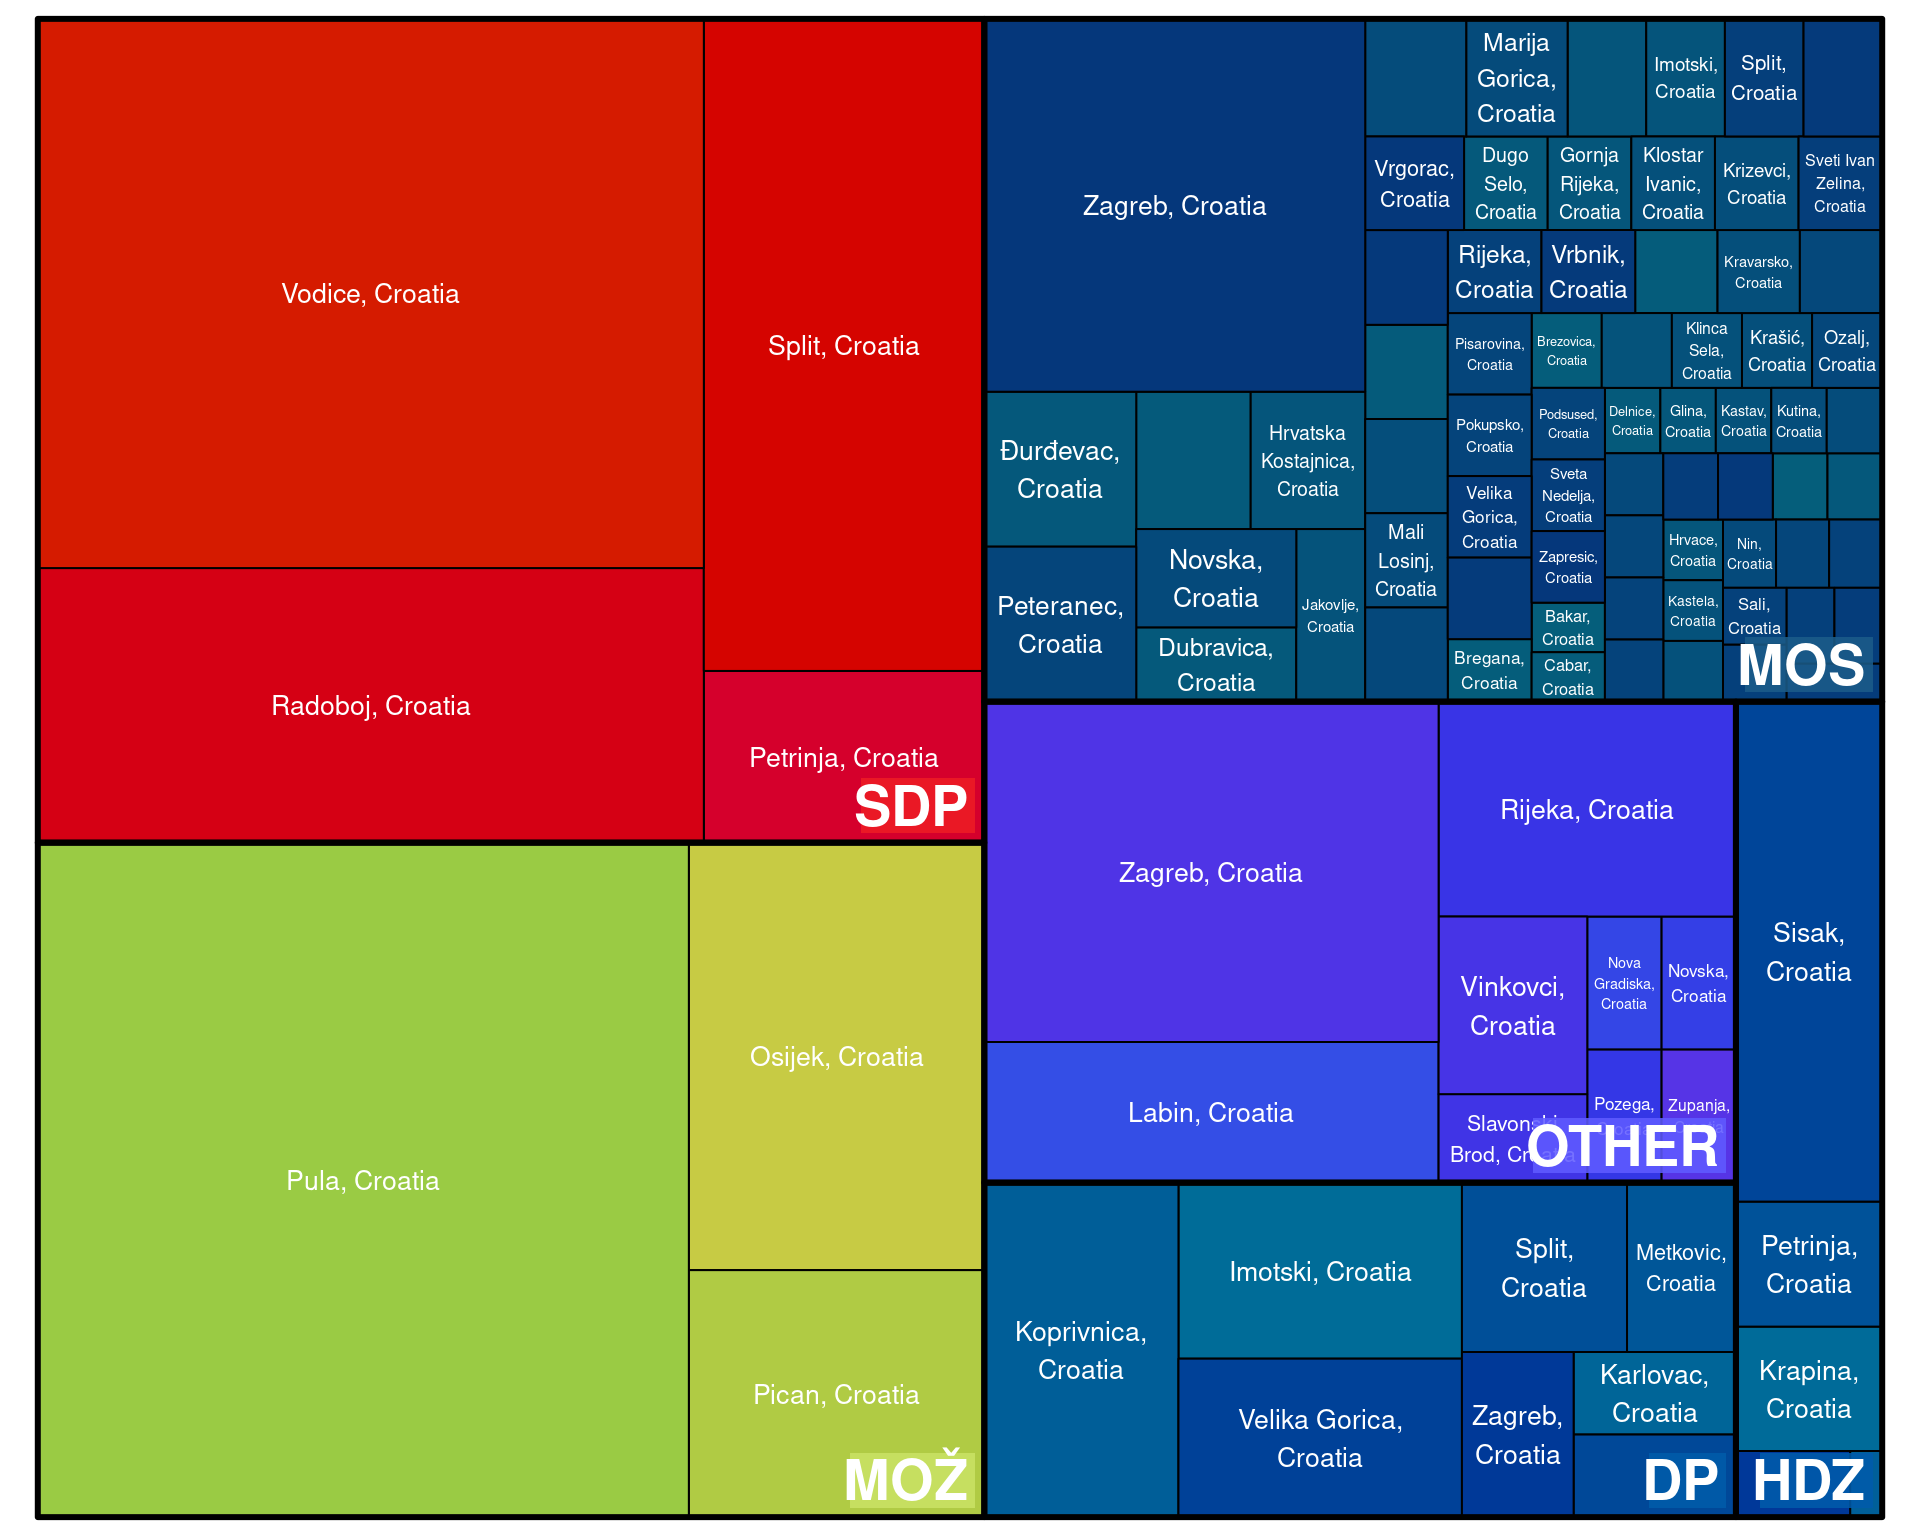 Vodice, Croatia
Split, Croatia
Radoboj, Croatia
Petrinja, Croatia
SDP
Pula, Croatia
Osijek, Croatia
Pican, Croatia
MOŽ
Zagreb, Croatia
Marija
Gorica,
Croatia
Imotski,
Croatia
Split,
Croatia
Vrgorac,
Croatia
Dugo
Selo,
Croatia
Gornja
Rijeka,
Croatia
Klostar
Ivanic,
Croatia
Krizevci,
Croatia
Sveti Ivan
Zelina,
Croatia
Rijeka,
Croatia
Vrbnik,
Croatia
Kravarsko,
Croatia
Pisarovina,
Croatia
Brezovica,
Croatia
Klinca
Sela,
Croatia
Krašić,
Croatia
Ozalj,
Croatia
Đurđevac,
Croatia
Hrvatska
Kostajnica,
Croatia
Pokupsko,
Croatia
Podsused,
Croatia
Delnice,
Croatia
Glina,
Croatia
Kastav,
Croatia
Kutina,
Croatia
Velika
Gorica,
Croatia
Sveta
Nedelja,
Croatia
Peteranec,
Croatia
Novska,
Croatia
Jakovlje,
Croatia
Dubravica,
Croatia
Mali
Losinj,
Croatia
Zapresic,
Croatia
Hrvace,
Croatia
Nin,
Croatia
Bakar,
Croatia
Kastela,
Croatia
Sali,
Croatia
Bregana,
Croatia
Cabar,
Croatia
MOS
Zagreb, Croatia
Rijeka, Croatia
Labin, Croatia
Vinkovci,
Croatia
Nova
Gradiska,
Croatia
Novska,
Croatia
Slavonski
Brod, Croatia
Pozega,
Zupanja,
OTHER
Koprivnica,
Croatia
Imotski, Croatia
Velika Gorica,
Croatia
Split,
Croatia
Metkovic,
Croatia
Zagreb,
Croatia
Karlovac,
Croatia
DP
Sisak,
Croatia
Petrinja,
Croatia
Krapina,
Croatia
HDZ